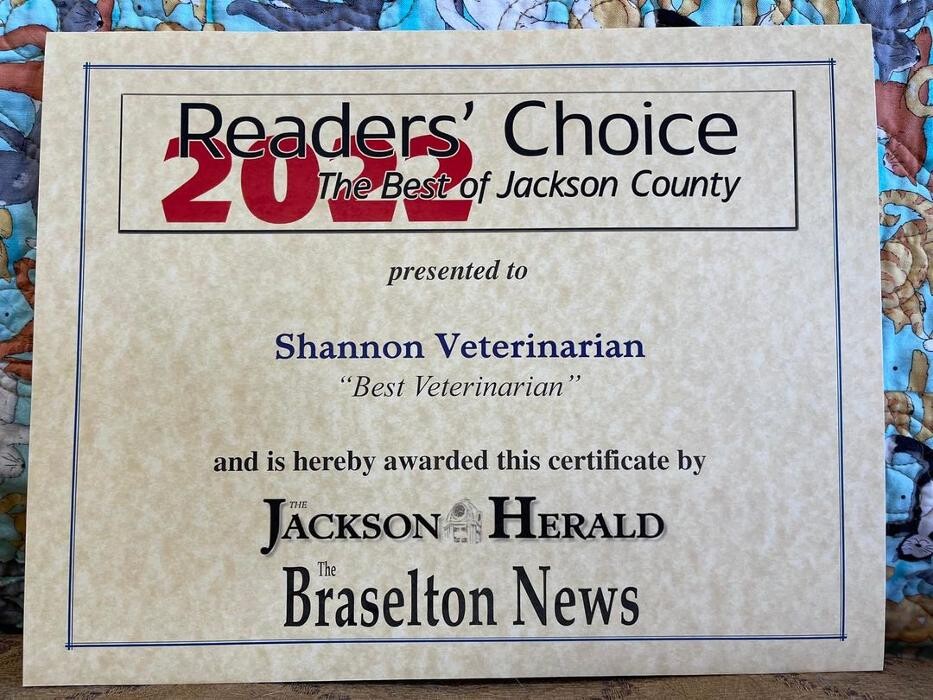 Readers’ Choice
2022
The Best of Jackson County
presented to
Shannon Veterinarian
“Best Veterinarian”
and is hereby awarded this certificate by
THE JACKSON HERALD
The Braselton News